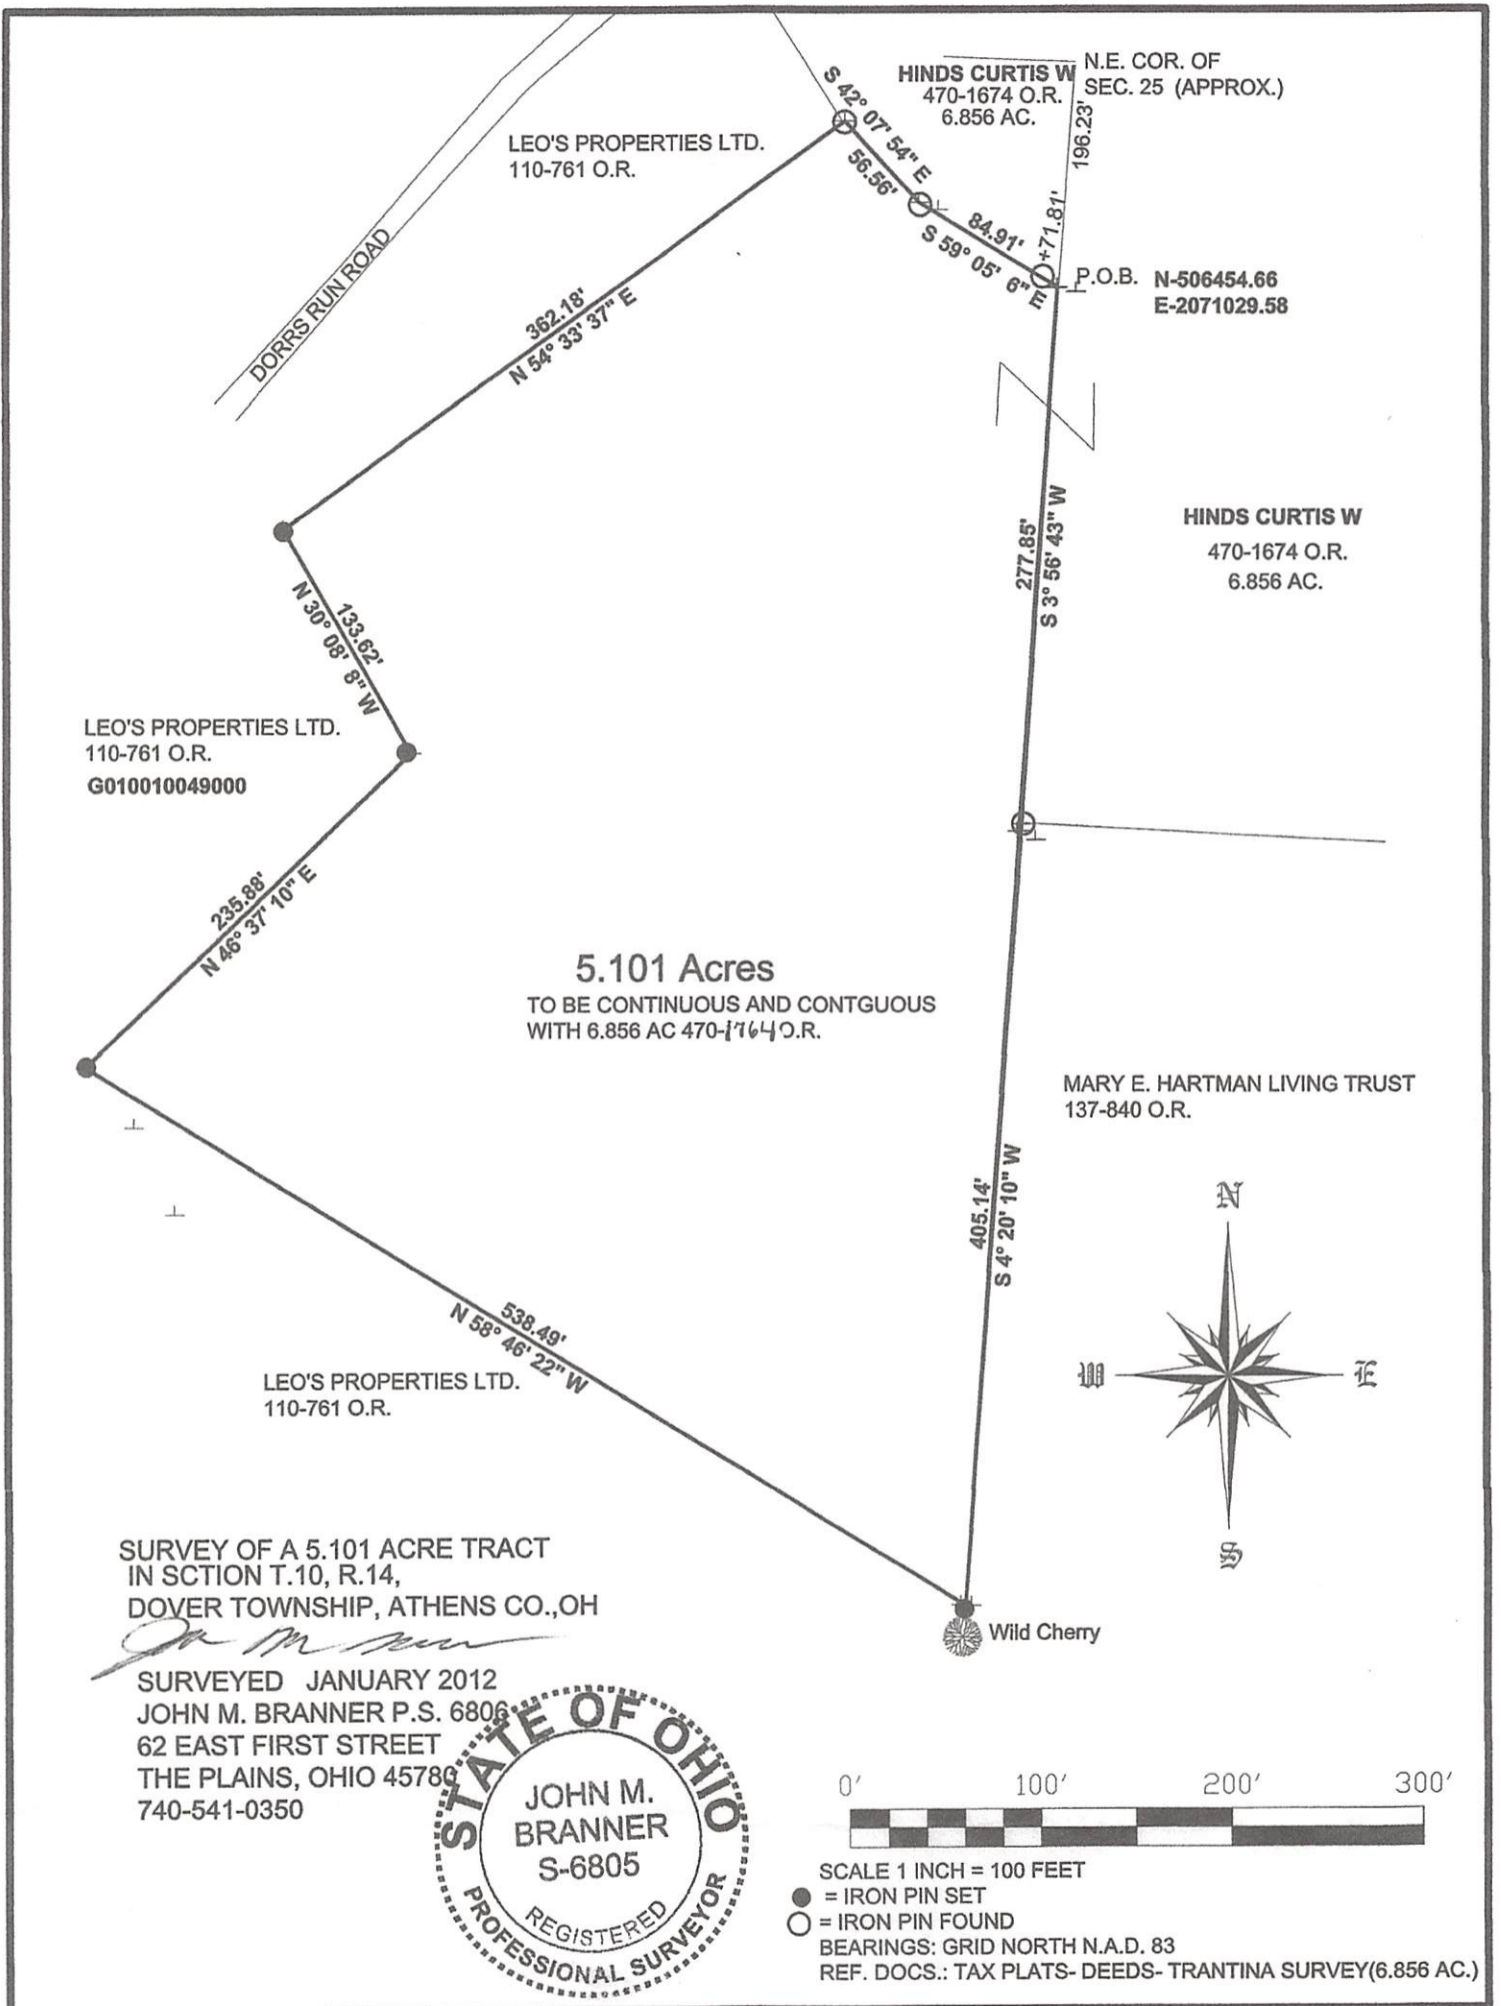 HINDS CURTIS W
470-1674 O.R.
6.856 AC.
N.E. COR. OF
SEC. 25 (APPROX.)
196.23'
S 42° 07' 54" E
56.56'
LEO'S PROPERTIES LTD.
110-761 O.R.
84.91'
S 59° 05' 6" E
+71.81'
P.O.B.
N-506454.66
E-2071029.58
DORRS RUN ROAD
362.18'
N 54° 33' 37" E
277.85'
S 3° 56' 43" W
HINDS CURTIS W
470-1674 O.R.
6.856 AC.
133.62'
N 30° 08' 8" W
LEO'S PROPERTIES LTD.
110-761 O.R.
G010010049000
235.88'
N 46° 37' 10" E
5.101 Acres
TO BE CONTINUOUS AND CONTGUOUS
WITH 6.856 AC 470-1764 O.R.
MARY E. HARTMAN LIVING TRUST
137-840 O.R.
405.14'
S 4° 20' 10" W
N
W
E
S
538.49'
N 58° 46' 22" W
LEO'S PROPERTIES LTD.
110-761 O.R.
Wild Cherry
SURVEY OF A 5.101 ACRE TRACT
IN SCTION T.10, R.14,
DOVER TOWNSHIP, ATHENS CO.,OH
SURVEYED JANUARY 2012
JOHN M. BRANNER P.S. 6806
62 EAST FIRST STREET
THE PLAINS, OHIO 45780
740-541-0350
STATE OF OHIO
JOHN M.
BRANNER
S-6805
REGISTERED
PROFESSIONAL SURVEYOR
0' 100' 200' 300'
SCALE 1 INCH = 100 FEET
= IRON PIN SET
= IRON PIN FOUND
BEARINGS: GRID NORTH N.A.D. 83
REF. DOCS.: TAX PLATS- DEEDS- TRANTINA SURVEY(6.856 AC.)